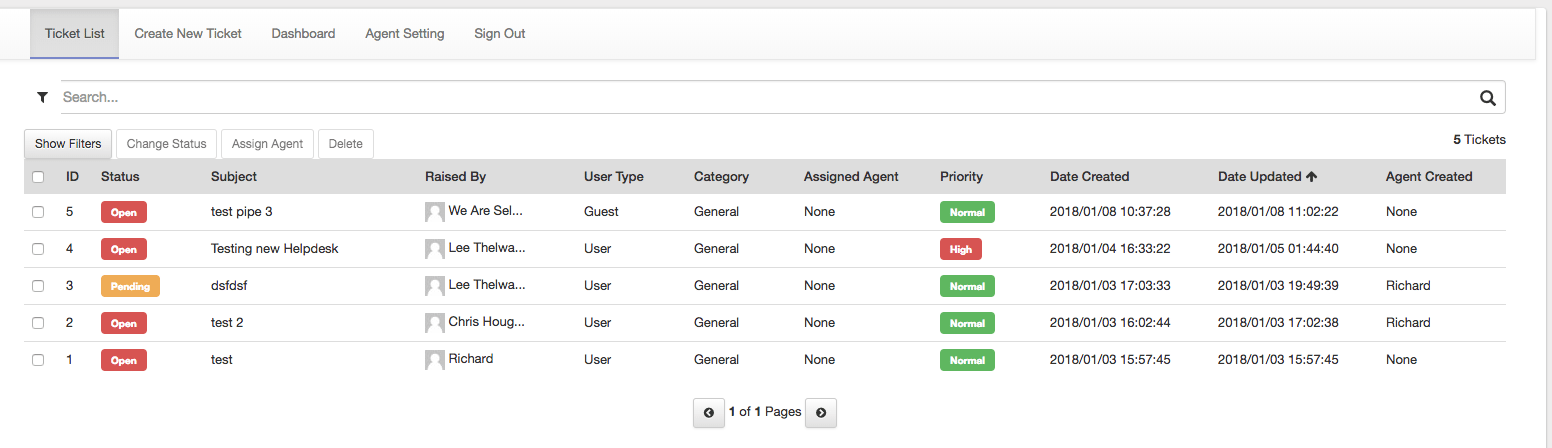 Ticket List Create New Ticket Dashboard Agent Setting Sign Out
Search...
Show Filters Change Status Assign Agent Delete 5 Tickets
ID Status Subject Raised By User Type Category Assigned Agent Priority Date Created Date Updated Agent Created
5 Open test pipe 3 We Are Sel... Guest General None Normal 2018/01/08 10:37:28 2018/01/08 11:02:22 None
4 Open Testing new Helpdesk Lee Thelwa... User General None High 2018/01/04 16:33:22 2018/01/05 01:44:40 None
3 Pending dsfdsf Lee Thelwa... User General None Normal 2018/01/03 17:03:33 2018/01/03 19:49:39 Richard
2 Open test 2 Chris Houg... User General None Normal 2018/01/03 16:02:44 2018/01/03 17:02:38 Richard
1 Open test Richard User General None Normal 2018/01/03 15:57:45 2018/01/03 15:57:45 None
1 of 1 Pages